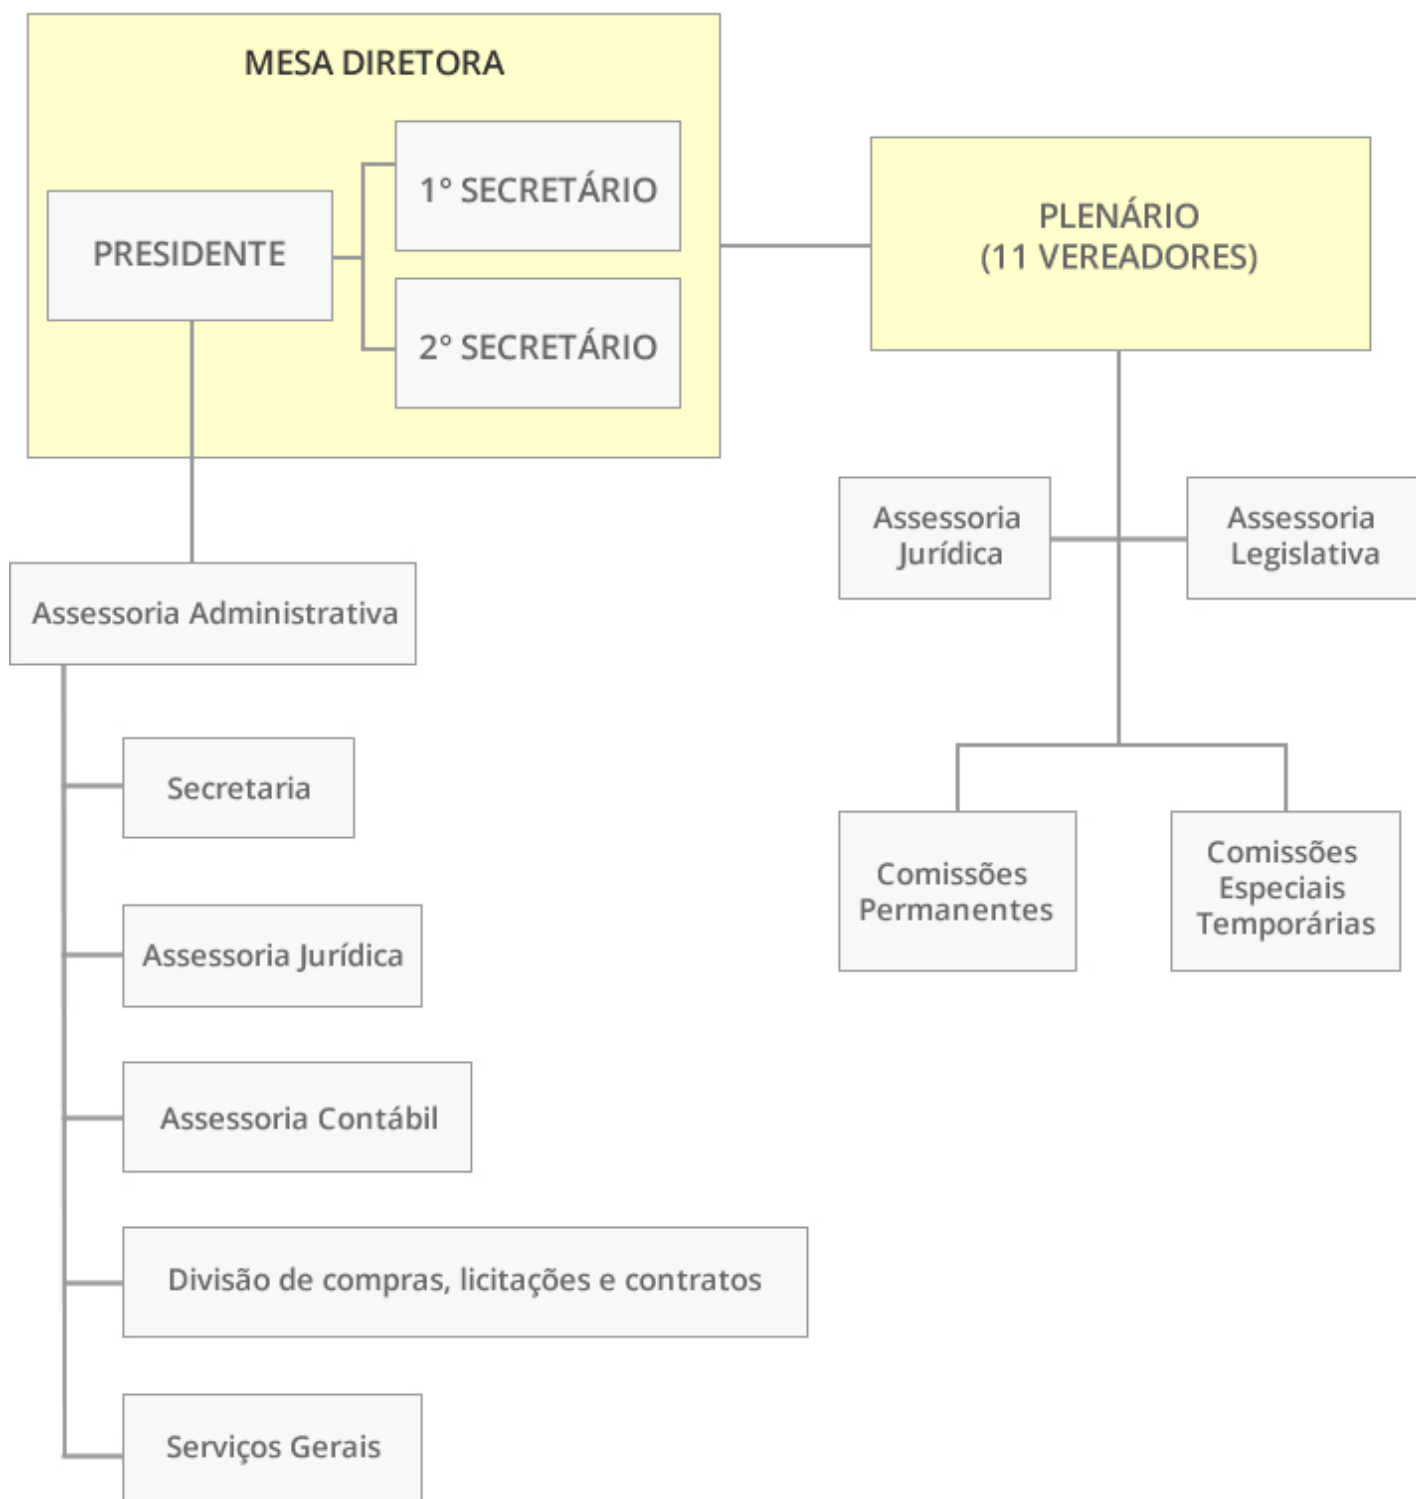 MESA DIRETORA
PRESIDENTE
1° SECRETÁRIO
2° SECRETÁRIO
PLENÁRIO
(11 VEREADORES)
Assessoria
Jurídica
Assessoria
Legislativa
Comissões
Permanentes
Comissões
Especiais
Temporárias
Assessoria Administrativa
Secretaria
Assessoria Jurídica
Assessoria Contábil
Divisão de compras, licitações e contratos
Serviços Gerais